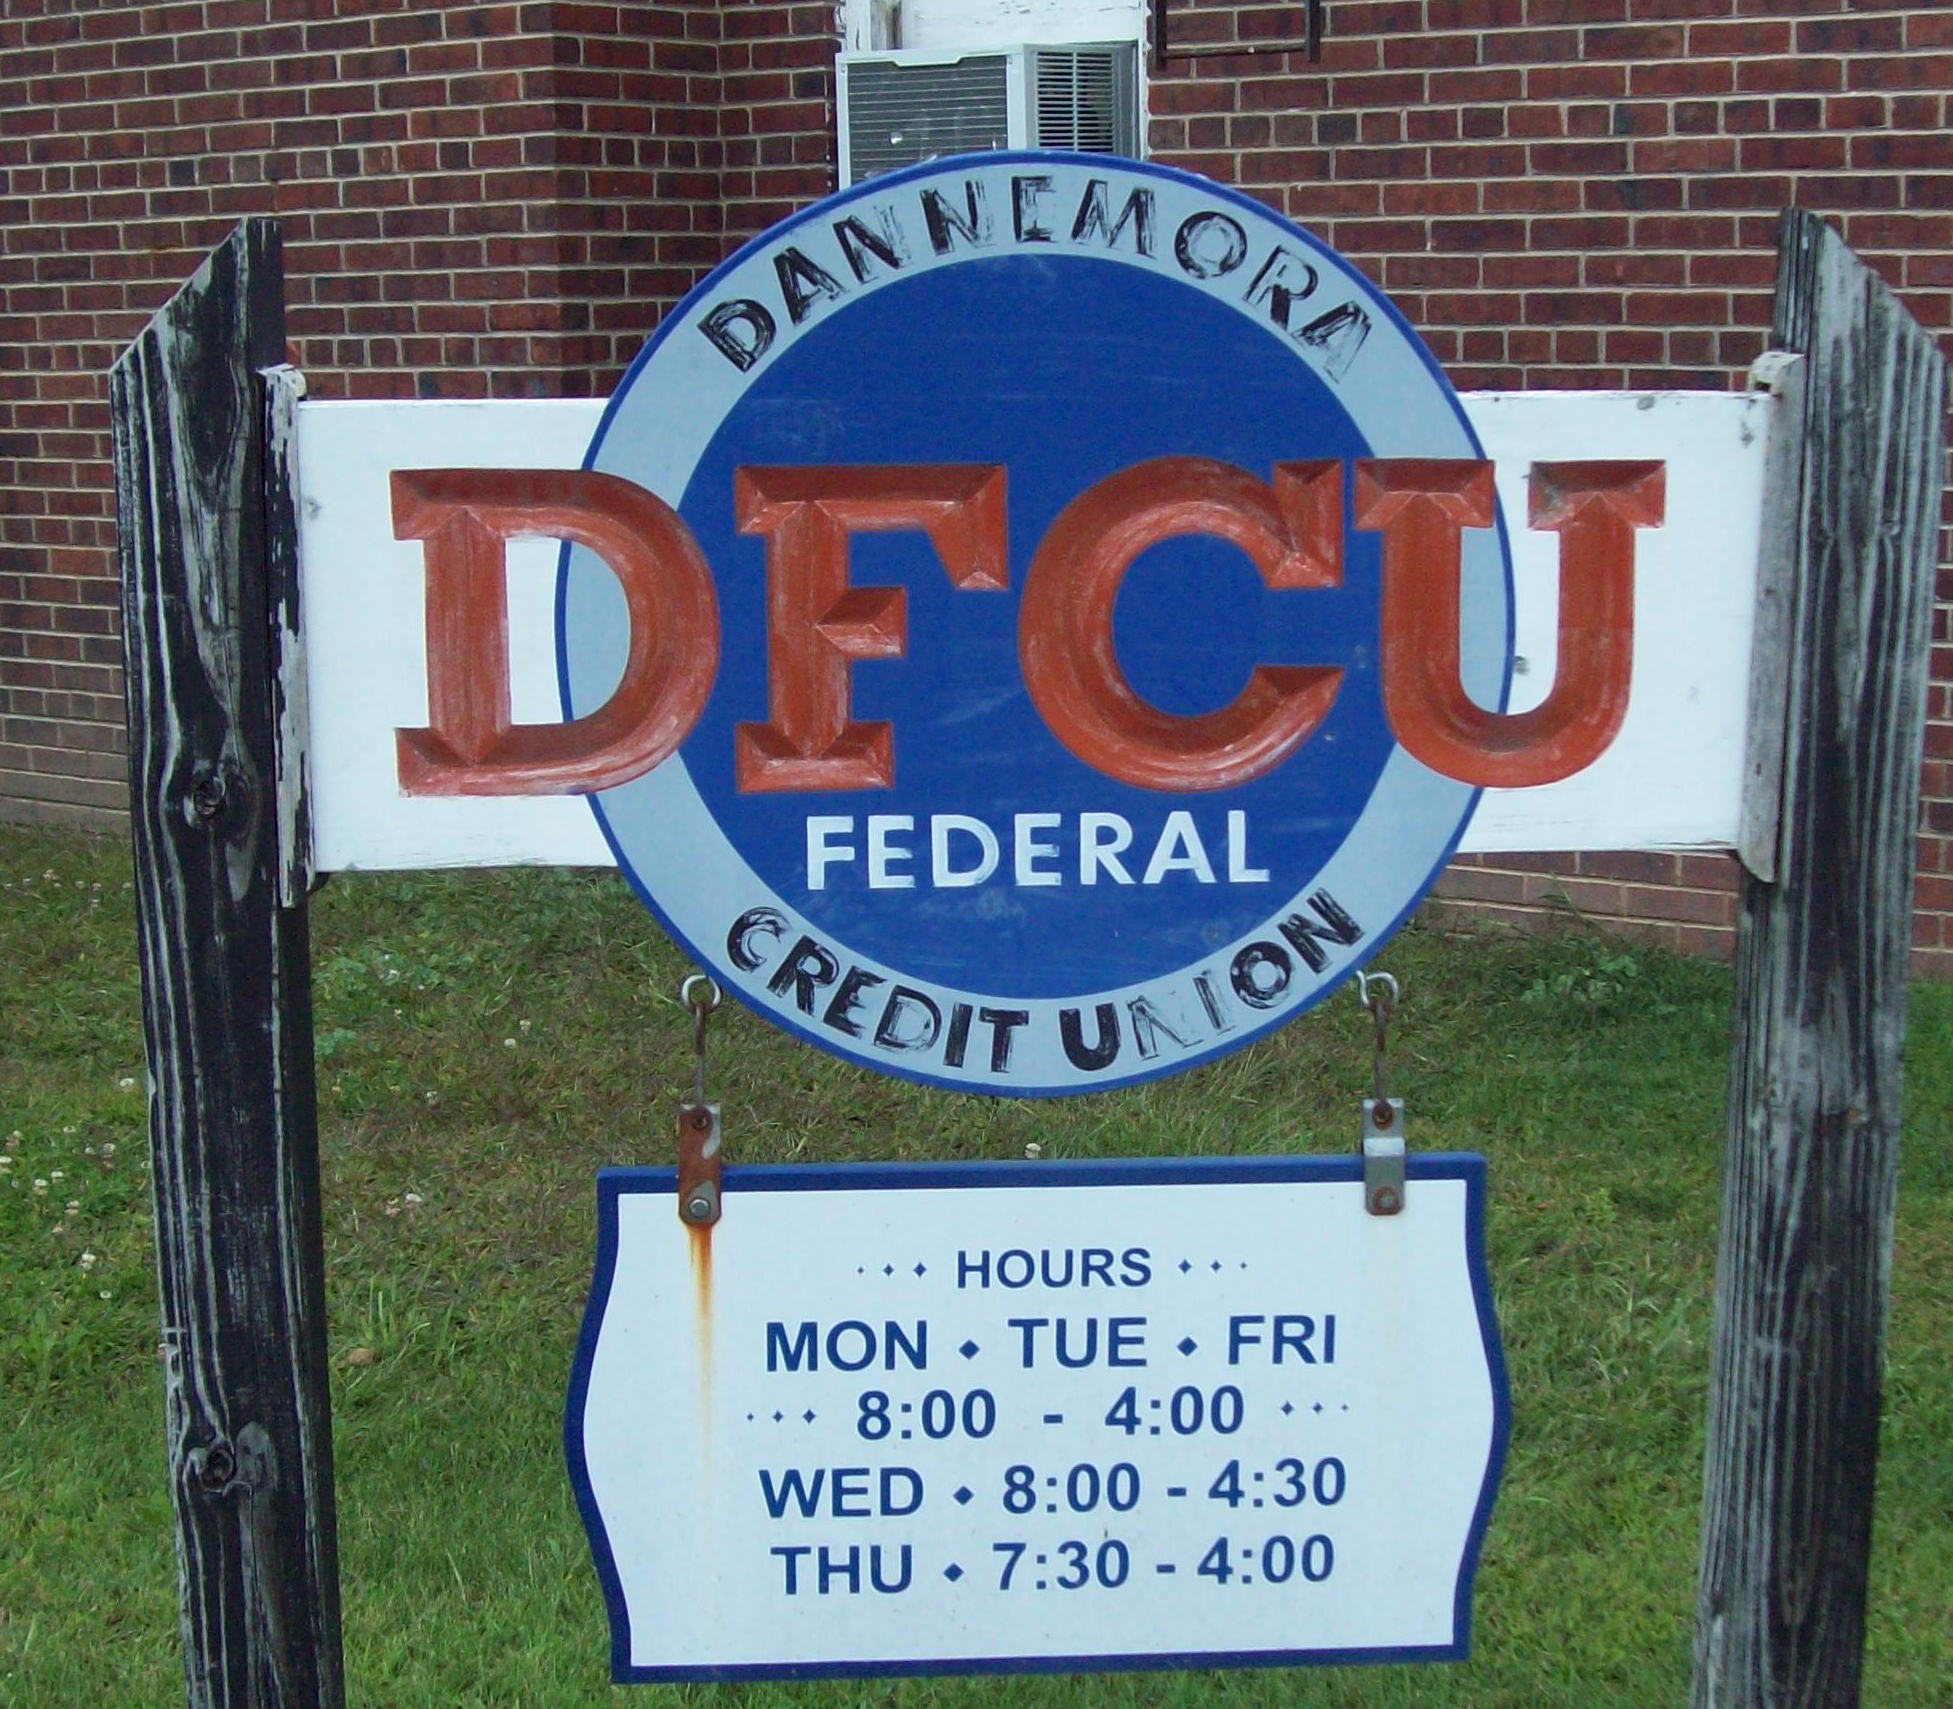 DANNEMORA
DFCU
FEDERAL
CREDIT UNION
HOURS
MON • TUE • FRI
8:00 - 4:00
WED • 8:00 - 4:30
THU • 7:30 - 4:00